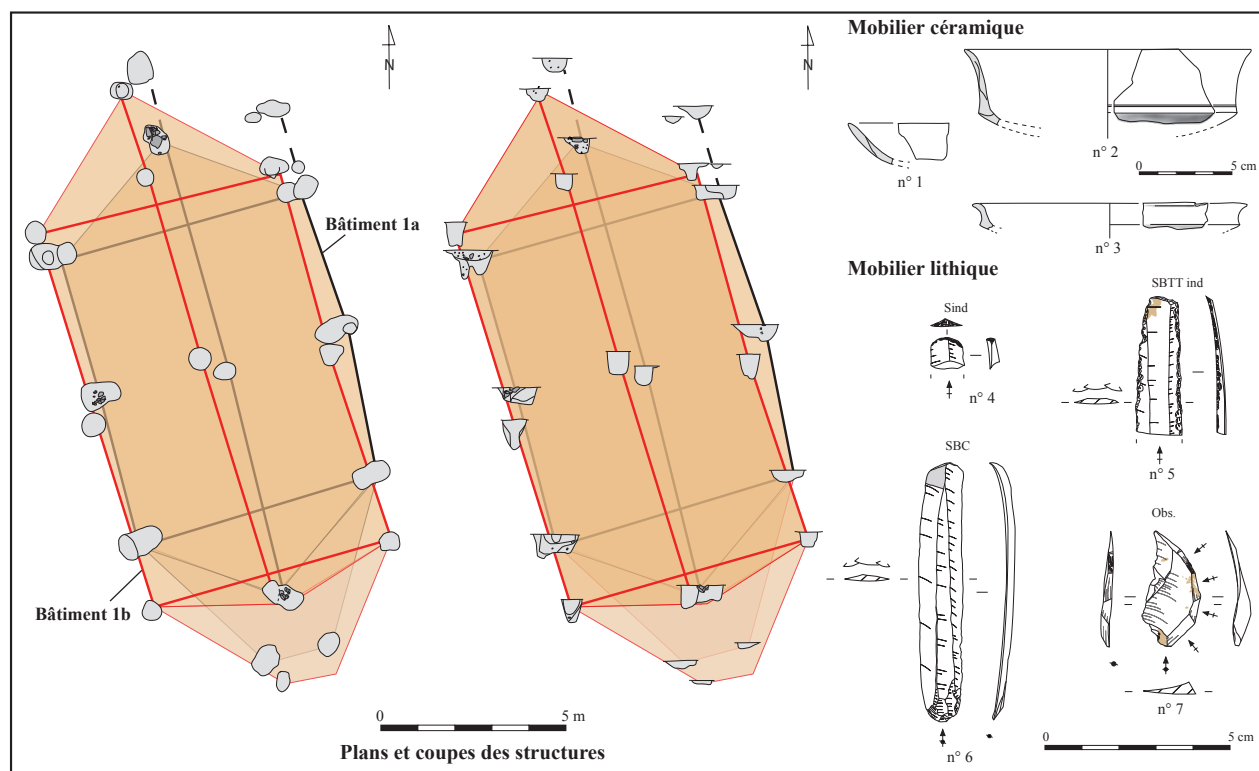 N
Bâtiment 1a
Bâtiment 1b
N
0 5 m
Plans et coupes des structures
Mobilier céramique
n° 1
n° 2
0 5 cm
n° 3
Mobilier lithique
Sind
n° 4
SBTT ind
n° 5
SBC
n° 6
Obs.
n° 7
0 5 cm